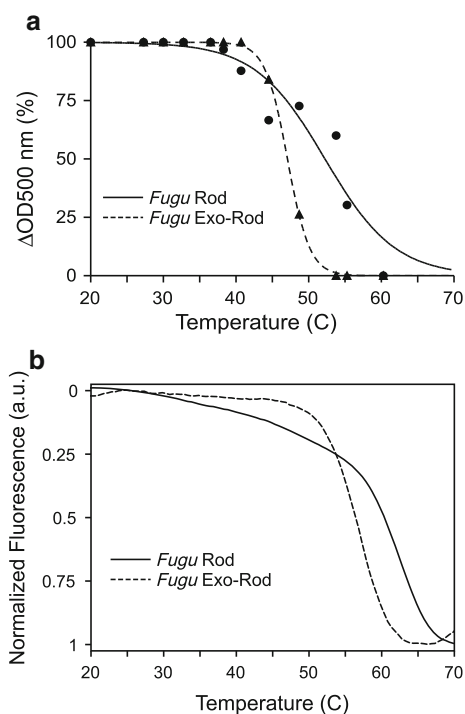 a
100
75
50
25
0
ΔOD500 nm (%)
Fugu Rod
Fugu Exo-Rod
20 30 40 50 60 70
Temperature (C)
b
0
0.25
0.5
0.75
1
Normalized Fluorescence (a.u.)
Fugu Rod
Fugu Exo-Rod
20 30 40 50 60 70
Temperature (C)